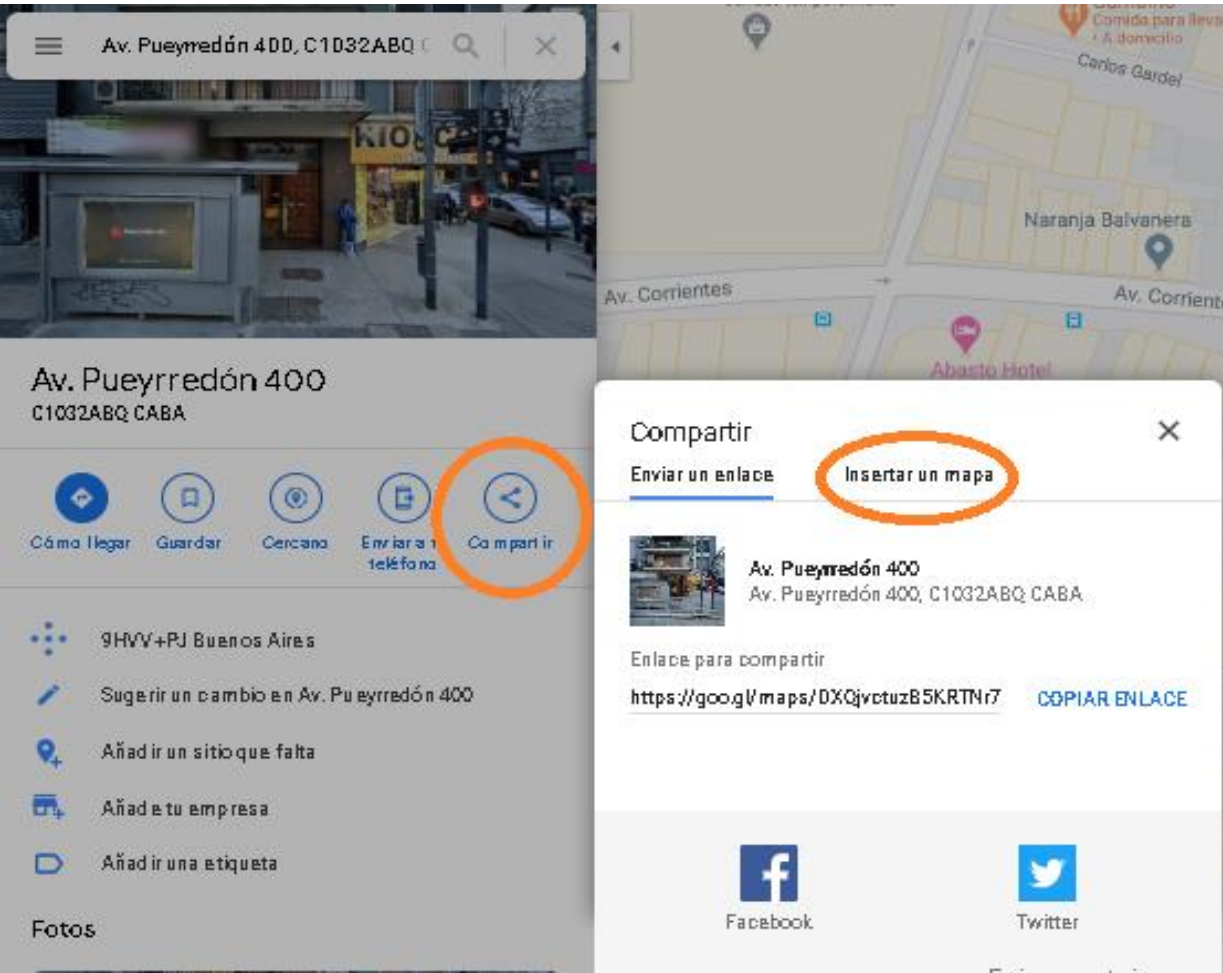 Av. Pueyrredón 400, C1032ABQ C
KIOSC
Av. Pueyrredón 400
C1032ABQ CABA
Cómo llegar
Guardar
Cercano
Enviar a
teléfono
Compartir
9HVV+PJ Buenos Aires
Sugerir un cambio en Av. Pueyrredón 400
Añadir un sitio que falta
Añade tu empresa
Añadir una etiqueta
Fotos
Comida para lleva
A domicilio
Carlos Gardel
Naranja Balvanera
Av. Corrientes
Av. Corriente
Abasto Hotel
Compartir
Enviar un enlace
Insertar un mapa
Av. Pueyrredón 400
Av. Pueyrredón 400, C1032ABQ CABA
Enlace para compartir
https://goo.gl/maps/DXQjvctuzB5KRTNr7
COPIAR ENLACE
Facebook
Twitter